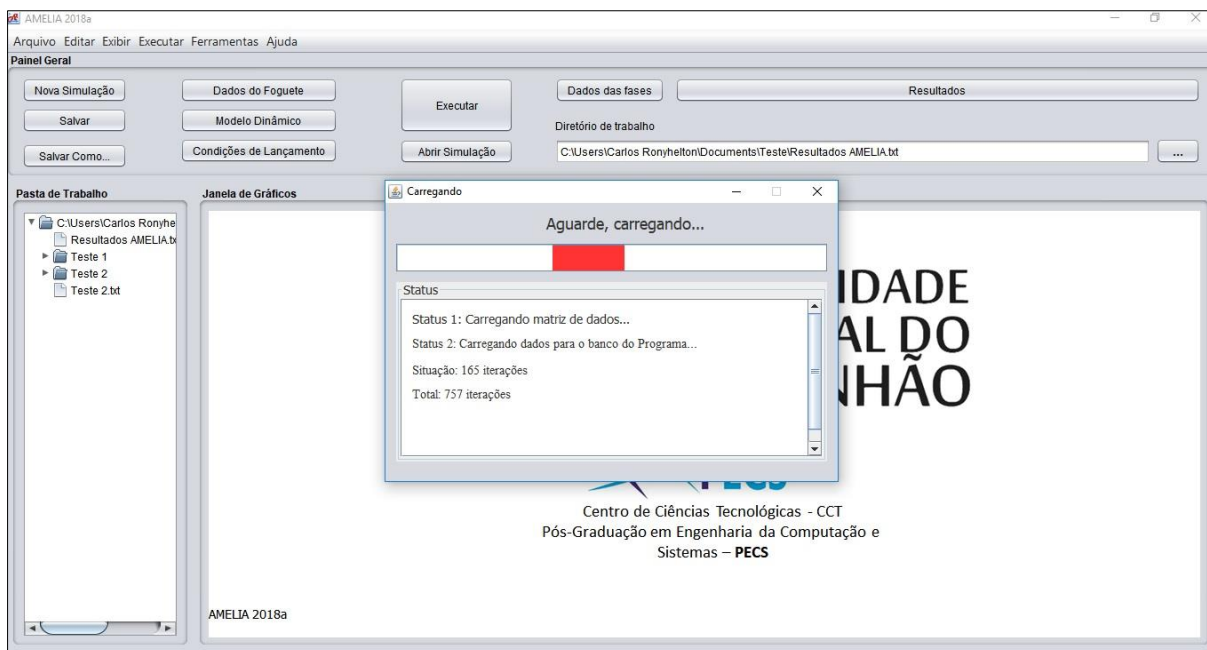 AMELIA 2018a
Arquivo Editar Exibir Executar Ferramentas Ajuda
Painel Geral
Nova Simulação
Dados do Foguete
Executar
Dados das fases
Resultados
Salvar
Modelo Dinâmico
Diretório de trabalho
Salvar Como...
Condições de Lançamento
Abrir Simulação
C:\Users\Carlos Ronyhelton\Documents\Teste\Resultados AMELIA.txt
...
Pasta de Trabalho
C:\Users\Carlos Ronyhe
Resultados AMELIA.tx
Teste 1
Teste 2
Teste 2.txt
Janela de Gráficos
Carregando
Aguarde, carregando...
Status
Status 1: Carregando matriz de dados...
Status 2: Carregando dados para o banco do Programa...
Situação: 165 iterações
Total: 757 iterações
IDADE
AL DO
NHÃO
PECS
Centro de Ciências Tecnológicas - CCT
Pós-Graduação em Engenharia da Computação e
Sistemas – PECS
AMELIA 2018a